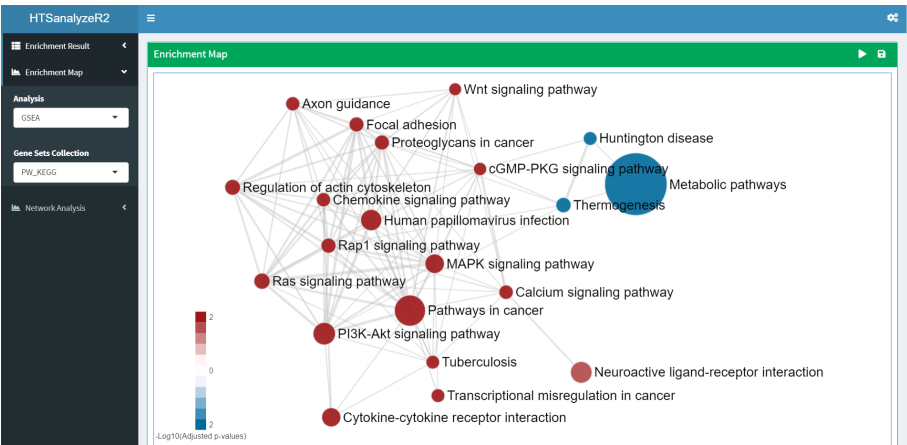 HTSanalyzeR2
Enrichment Result
Enrichment Map
Analysis
GSEA
Gene Sets Collection
PW_KEGG
Network Analysis
Enrichment Map
Wnt signaling pathway
Axon guidance
Focal adhesion
Proteoglycans in cancer
Huntington disease
cGMP-PKG signaling pathway
Metabolic pathways
Regulation of actin cytoskeleton
Chemokine signaling pathway
Thermogenesis
Human papillomavirus infection
Rap1 signaling pathway
MAPK signaling pathway
Ras signaling pathway
Calcium signaling pathway
Pathways in cancer
PI3K-Akt signaling pathway
Tuberculosis
Neuroactive ligand-receptor interaction
Transcriptional misregulation in cancer
Cytokine-cytokine receptor interaction
2
0
2
-Log10(Adjusted p-values)